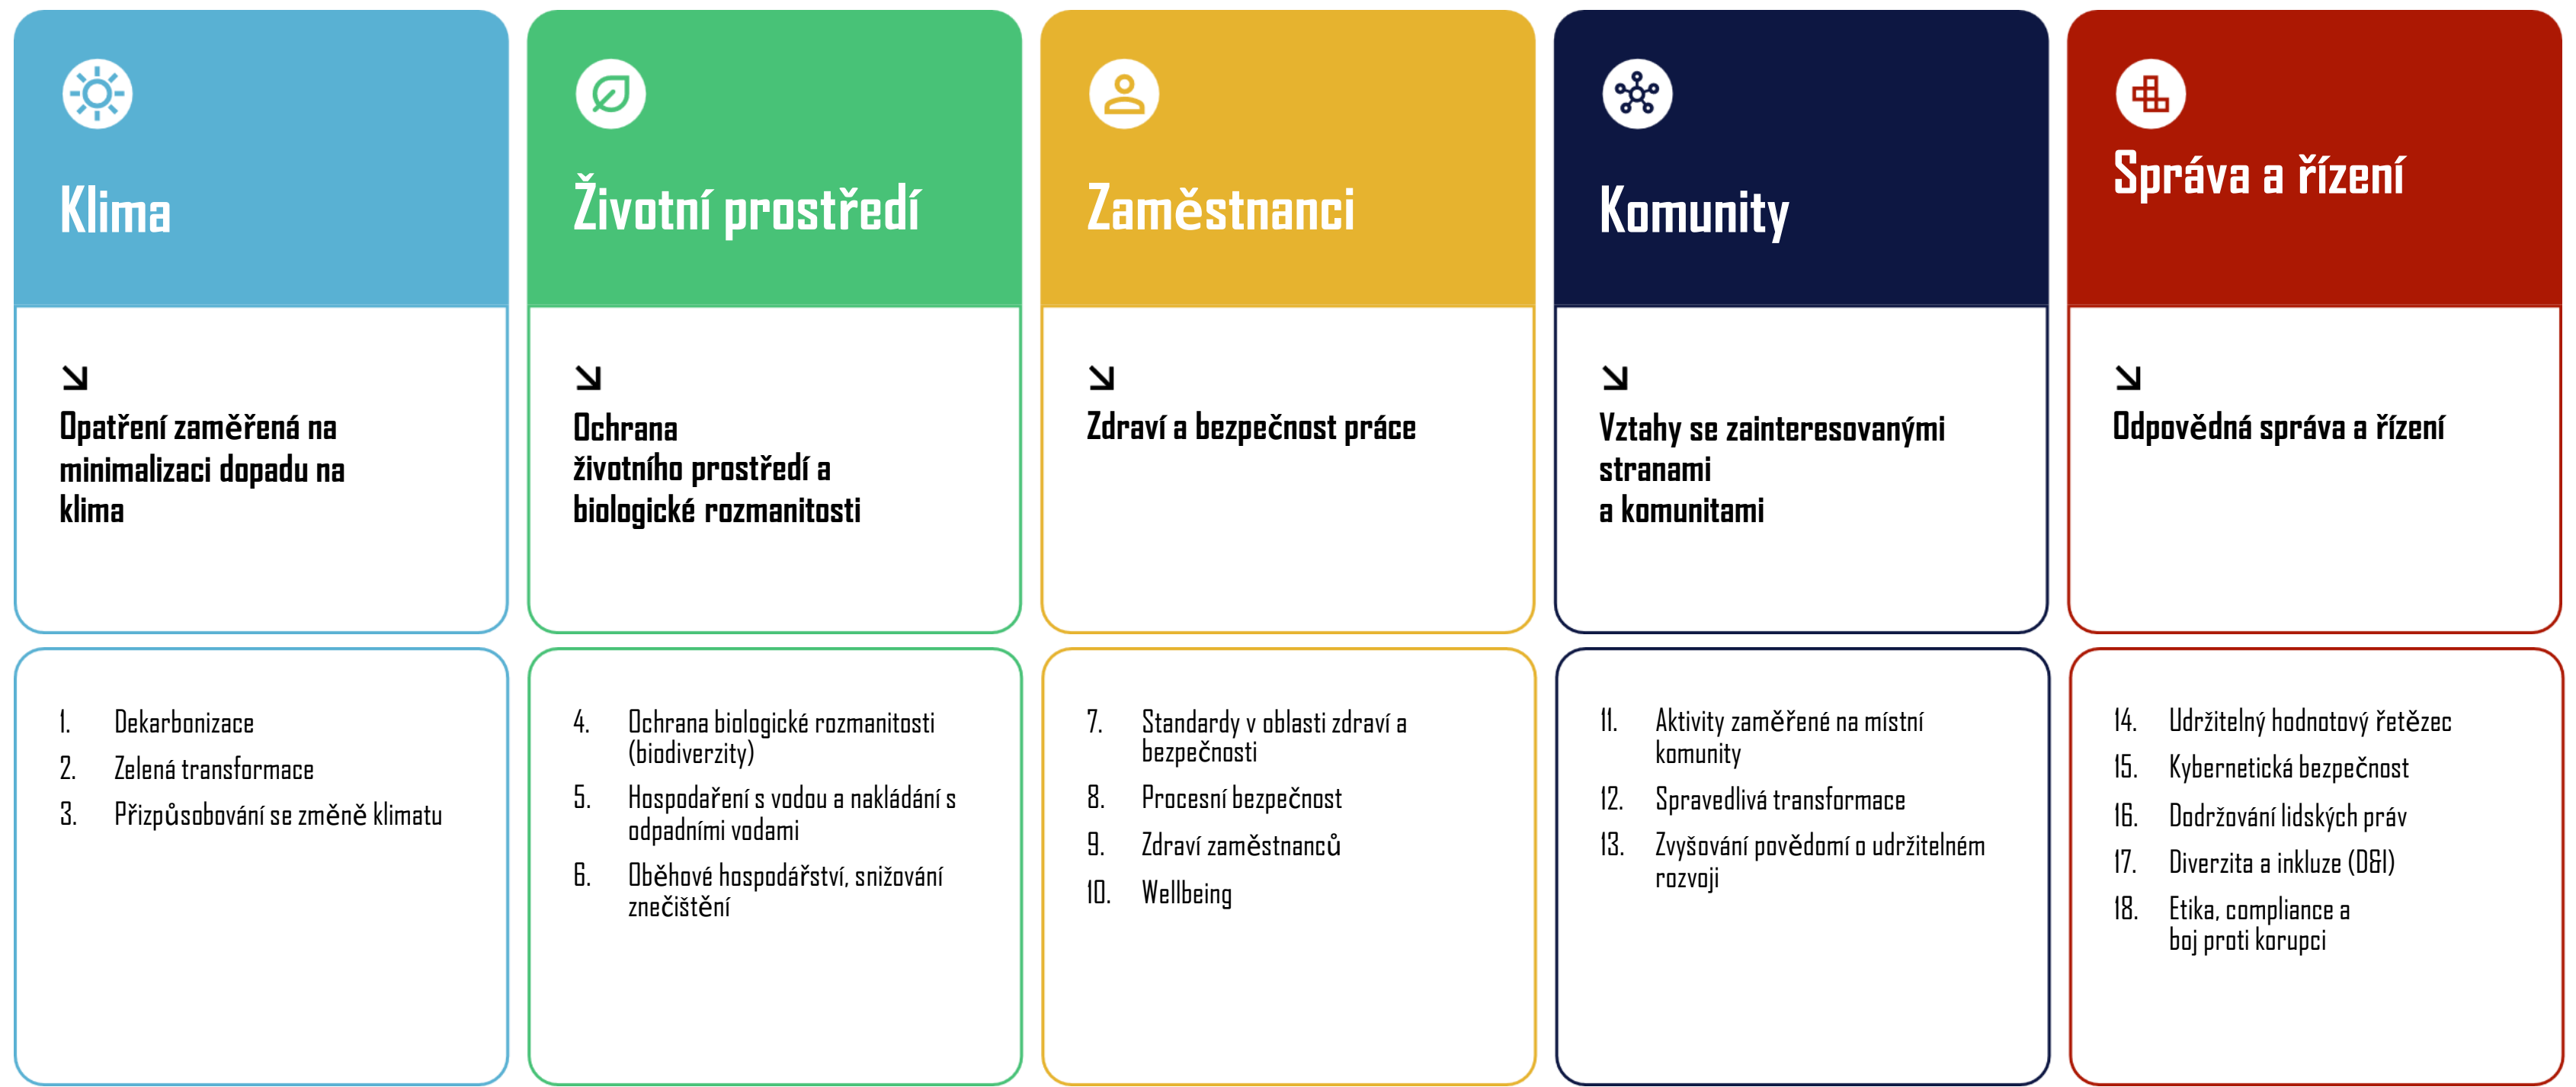 Klima
Opatření zaměřená na
minimalizaci dopadu na
klima
1. Dekarbonizace
2. Zelená transformace
3. Přizpůsobování se změně klimatu
Životní prostředí
Ochrana
životního prostředí a
biologické rozmanitosti
4. Ochrana biologické rozmanitosti
(biodiverzity)
5. Hospodaření s vodou a nakládání s
odpadními vodami
6. Oběhové hospodářství, snižování
znečištění
Zaměstnanci
Zdraví a bezpečnost práce
7. Standardy v oblasti zdraví a
bezpečnosti
8. Procesní bezpečnost
9. Zdraví zaměstnanců
10. Wellbeing
Komunity
Vztahy se zainteresovanými
stranami
a komunitami
11. Aktivity zaměřené na místní
komunity
12. Spravedlivá transformace
13. Zvyšování povědomí o udržitelném
rozvoji
Správa a řízení
Odpovědná správa a řízení
14. Udržitelný hodnotový řetězec
15. Kybernetická bezpečnost
16. Dodržování lidských práv
17. Diverzita a inkluze (D&I)
18. Etika, compliance a
boj proti korupci